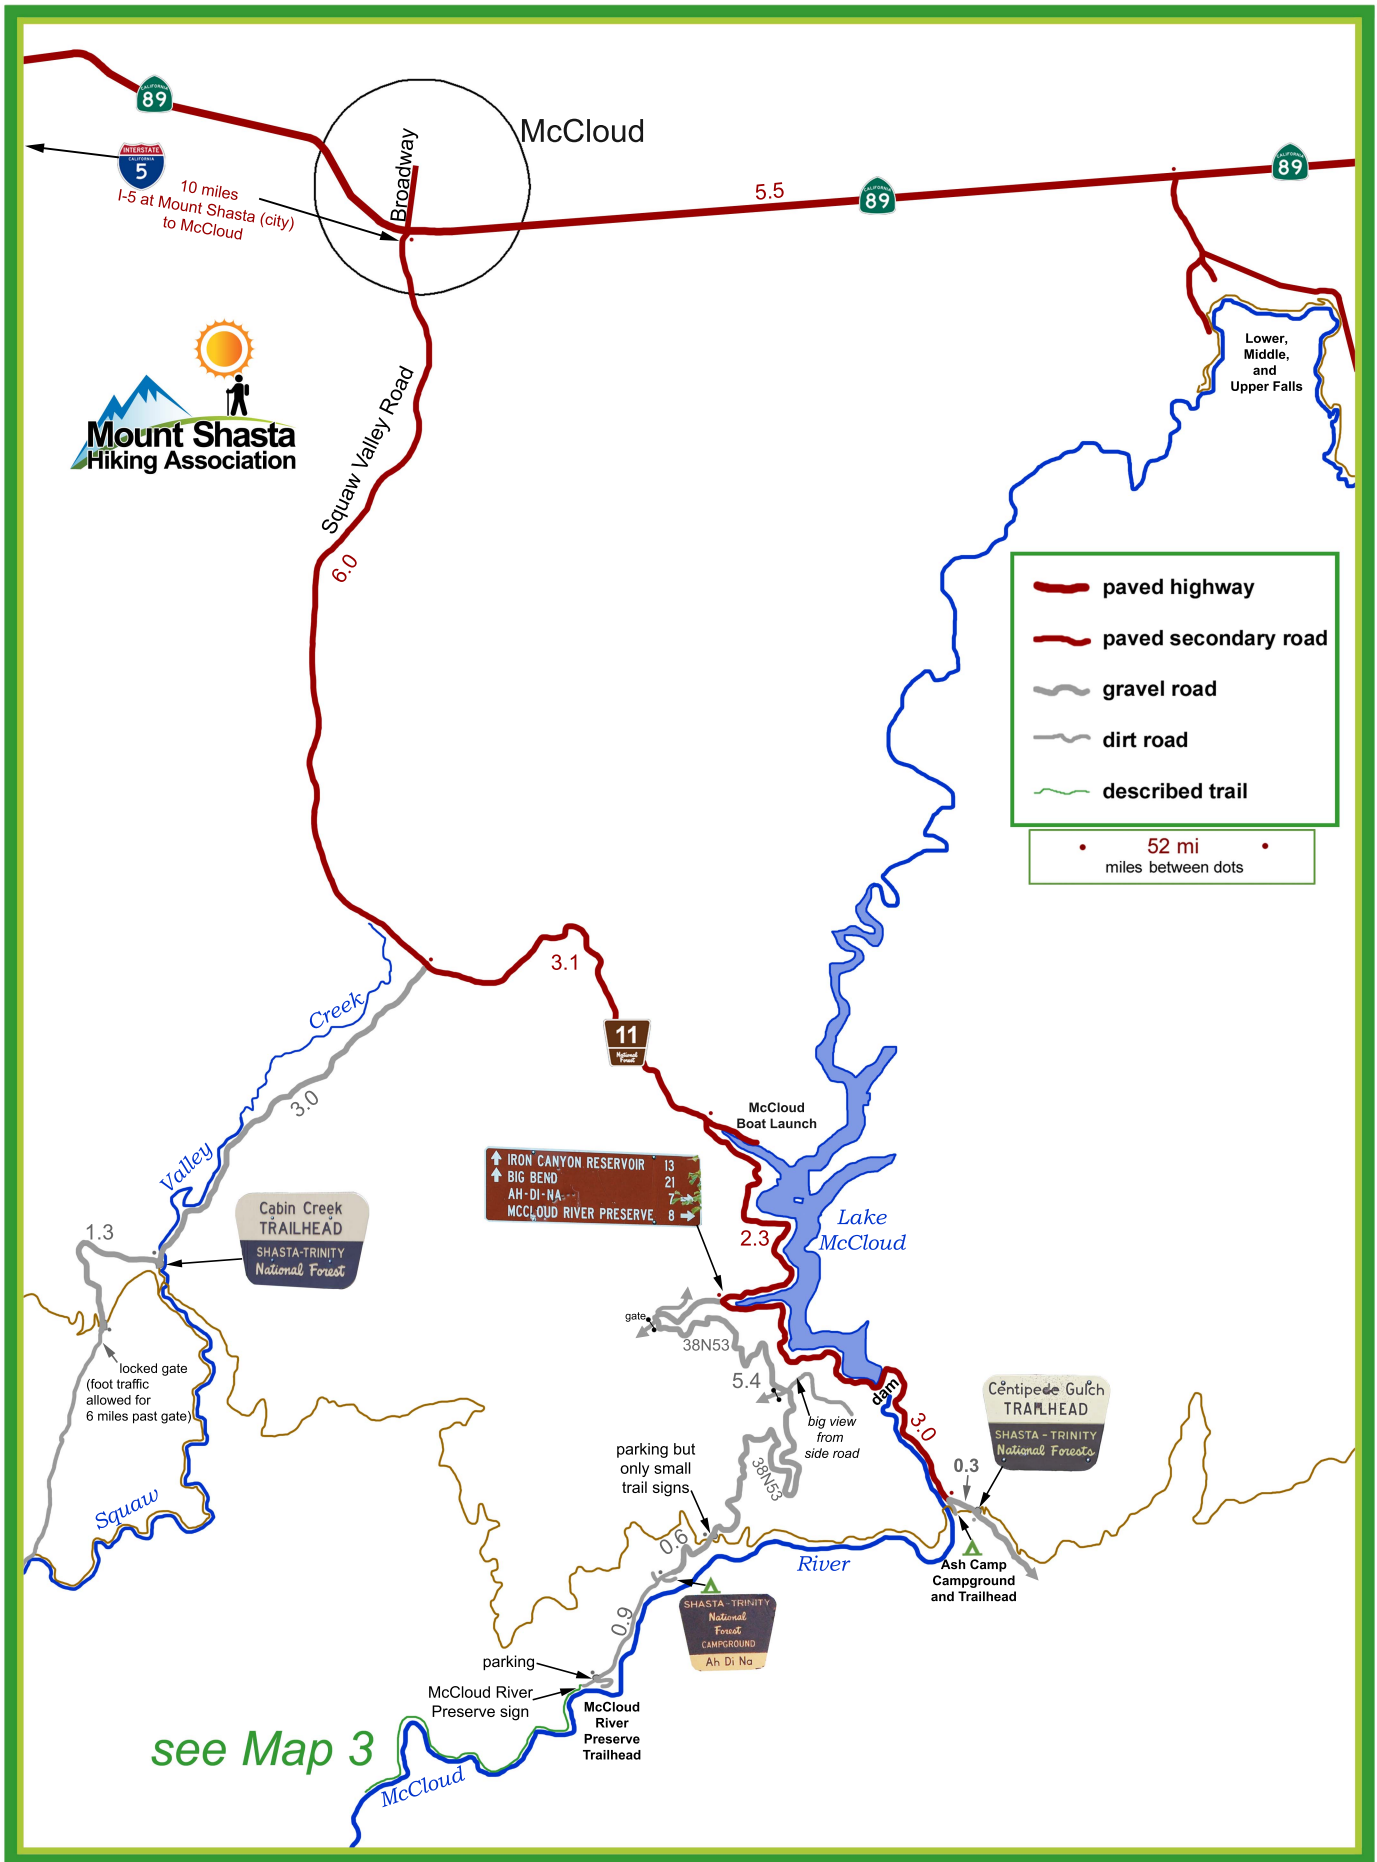 CALIFORNIA
89
McCloud
Broadway
INTERSTATE
CALIFORNIA
5
10 miles
I-5 at Mount Shasta (city)
to McCloud
5.5
CALIFORNIA
89
CALIFORNIA
89
Lower,
Middle,
and
Upper Falls
Mount Shasta
Hiking Association
Squaw Valley Road
6.0
paved highway
paved secondary road
gravel road
dirt road
described trail
52 mi
miles between dots
3.1
11
National
Forest
Creek
3.0
Valley
McCloud
Boat Launch
IRON CANYON RESERVOIR 13
BIG BEND 21
AH-DI-NA 7
MCCLOUD RIVER PRESERVE 8
Cabin Creek
TRAILHEAD
SHASTA-TRINITY
National Forest
1.3
2.3
Lake
McCloud
gate
38N53
5.4
locked gate
(foot traffic
allowed for
6 miles past gate)
dam
big view
from
side road
3.0
Centipede Gulch
TRAILHEAD
SHASTA-TRINITY
National Forests
parking but
only small
trail signs
38N53
0.3
Squaw
0.6
River
Ash Camp
Campground
and Trailhead
SHASTA-TRINITY
National
Forest
CAMPGROUND
Ah Di Na
0.9
parking
McCloud River
Preserve sign
McCloud
River
Preserve
Trailhead
see Map 3
McCloud